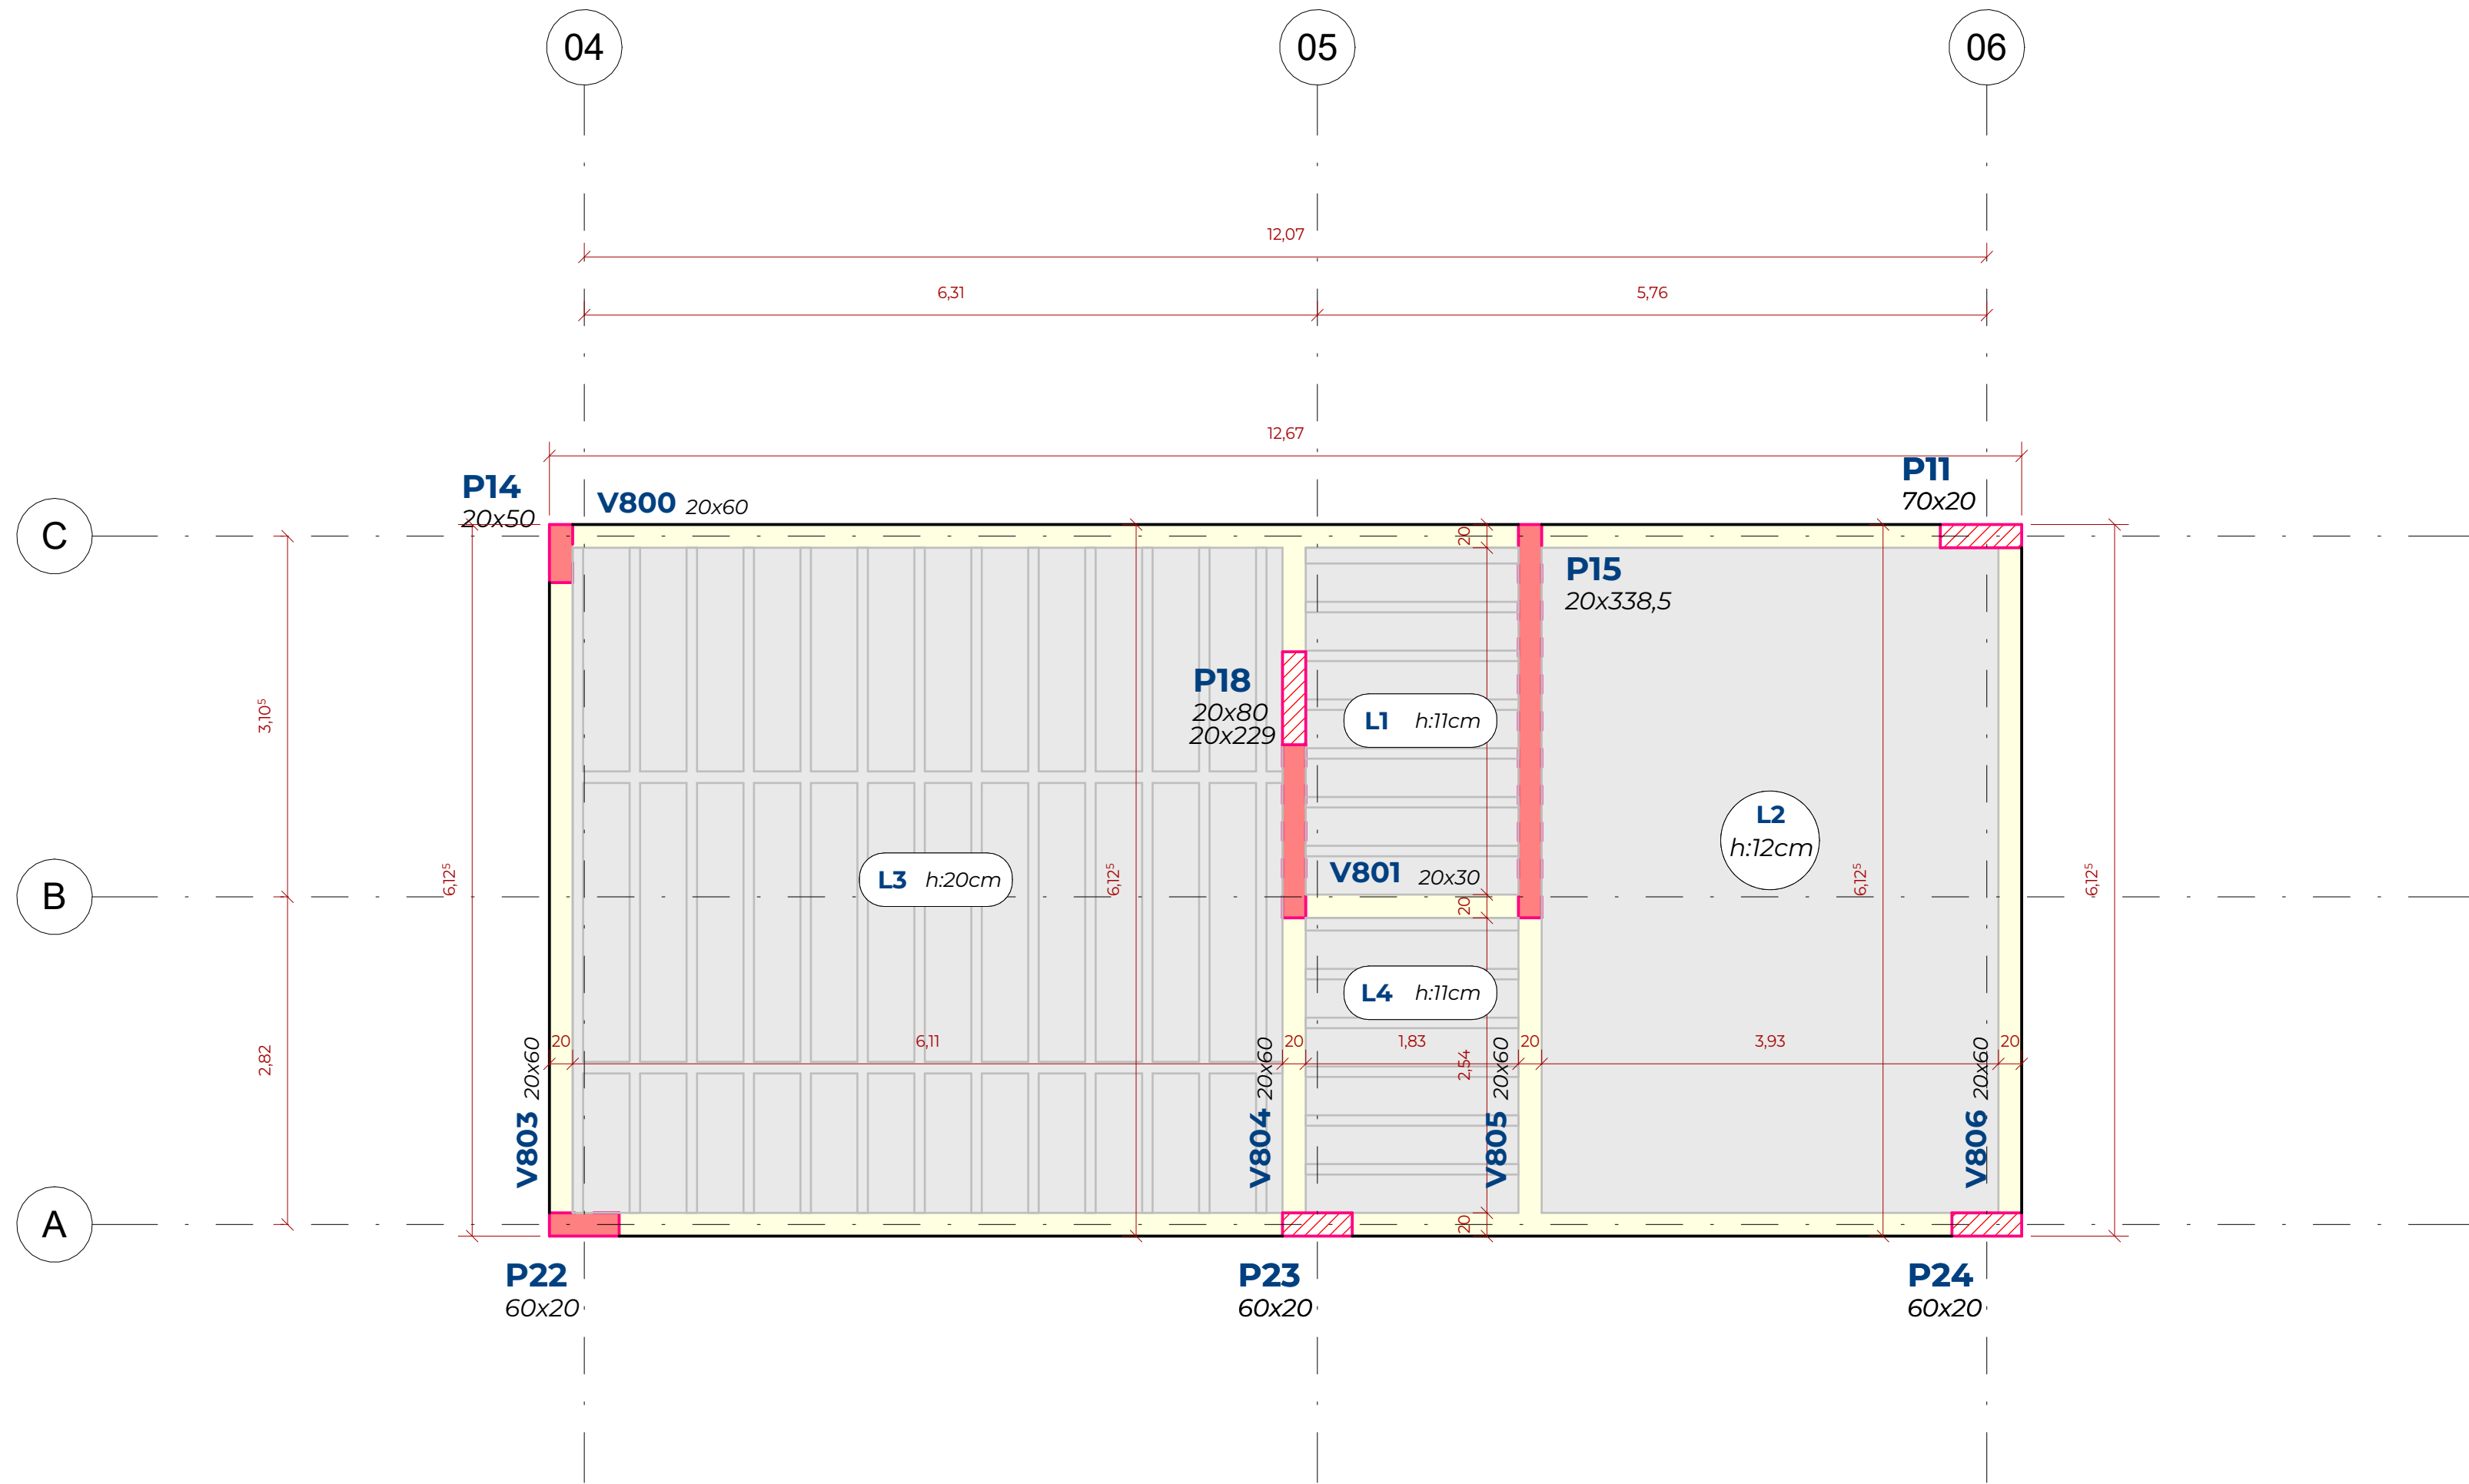 04
05
06
12,07
6,31
5,76
12,67
P14
20x50
V800 20x60
P11
70x20
C
20
P15
20x338,5
P18
20x80
20x229
3,10⁵
L1 h:11cm
L2
h:12cm
V801 20x30
L3 h:20cm
6,12⁵
6,12⁵
6,12⁵
6,12⁵
B
20
L4 h:11cm
20
6,11
20
1,83
20
3,93
20
2,82
2,54
V803 20x60
V804 20x60
V805 20x60
V806 20x60
A
20
P22
60x20
P23
60x20
P24
60x20